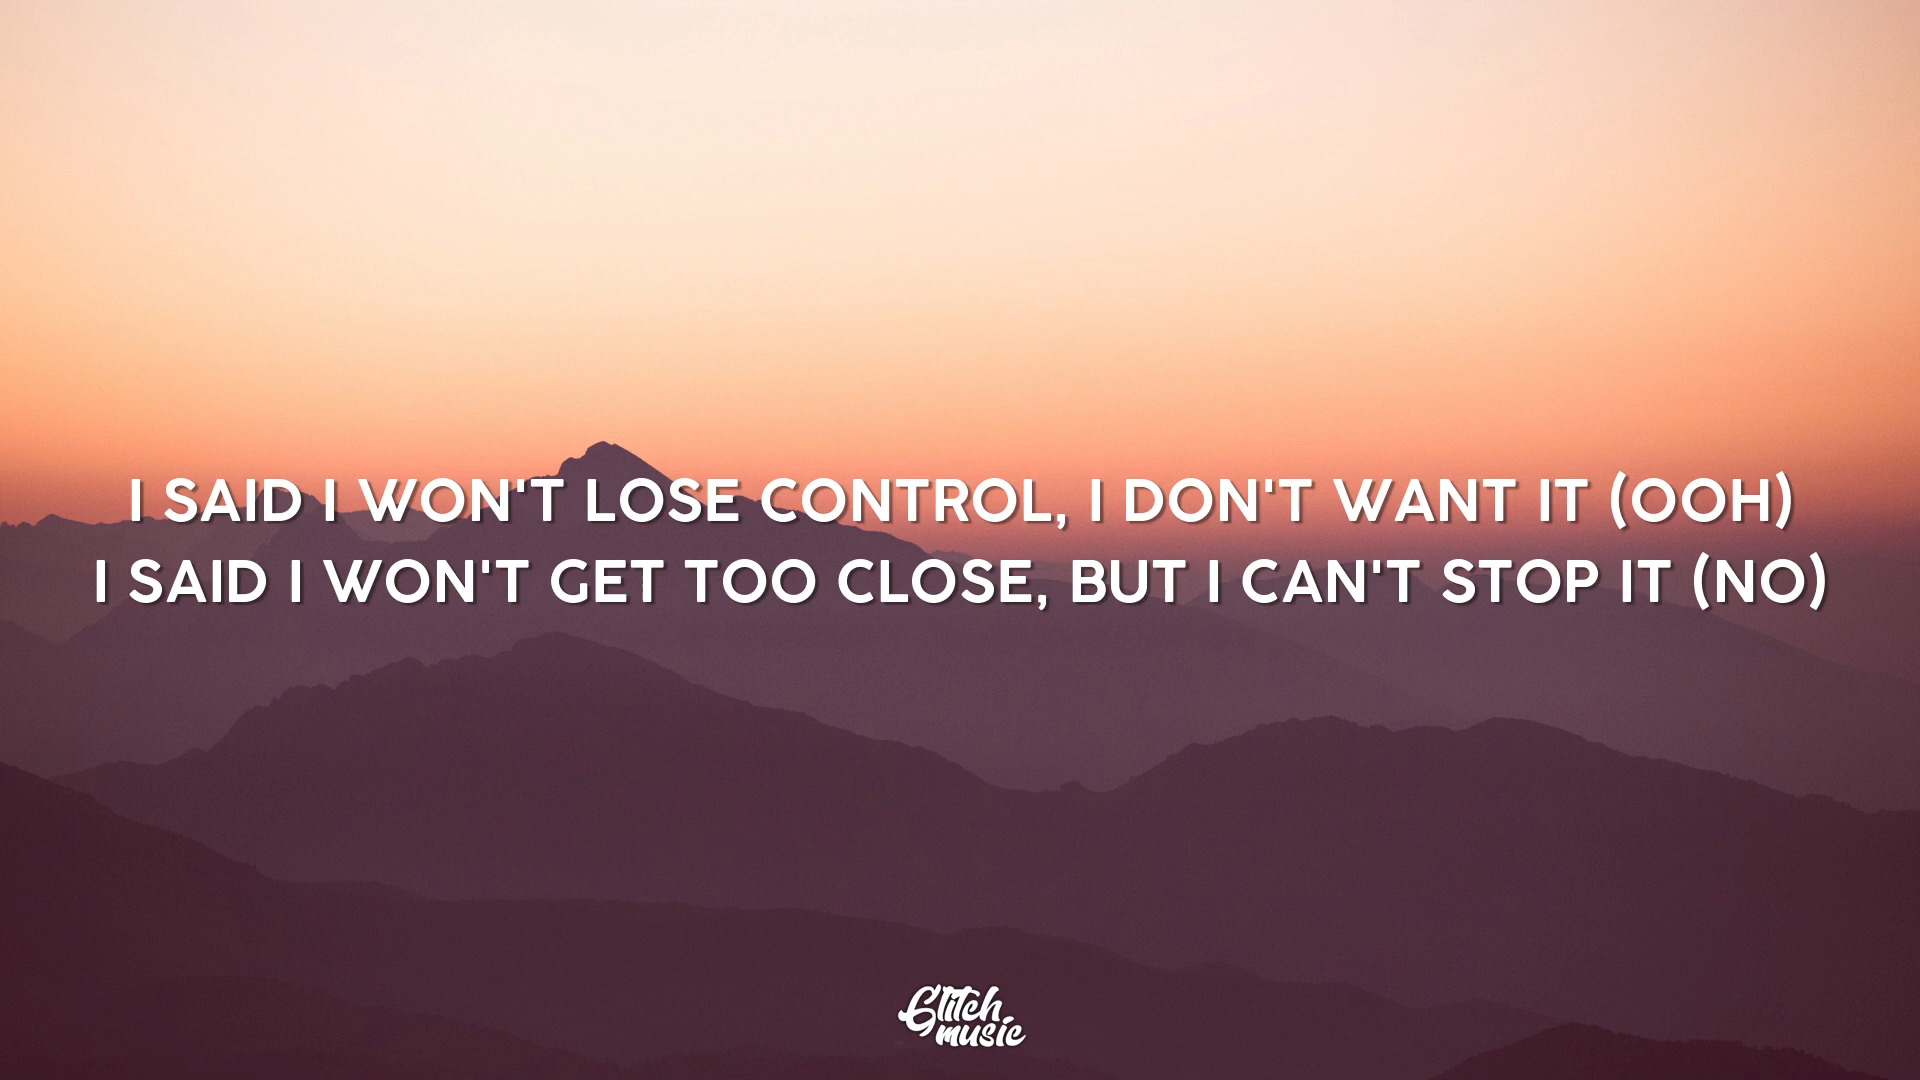 I SAID I WON'T LOSE CONTROL, I DON'T WANT IT (OOH)
I SAID I WON'T GET TOO CLOSE, BUT I CAN'T STOP IT (NO)
Glitch
music